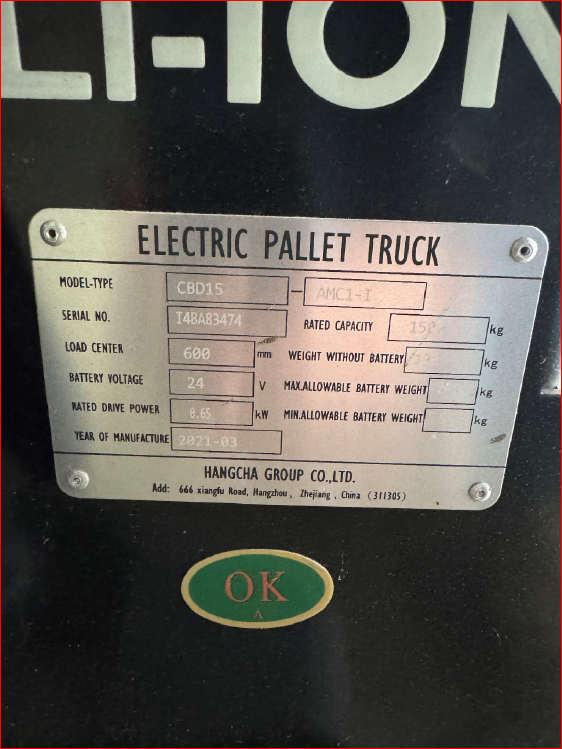 LI-ION
ELECTRIC PALLET TRUCK
MODEL-TYPE CBD15 - AMC1-I
SERIAL NO. I4BA83474 RATED CAPACITY kg
LOAD CENTER 600 mm WEIGHT WITHOUT BATTERY kg
BATTERY VOLTAGE 24 V MAX.ALLOWABLE BATTERY WEIGHT kg
RATED DRIVE POWER 0.65 kW MIN.ALLOWABLE BATTERY WEIGHT kg
YEAR OF MANUFACTURE 2021-03
HANGCHA GROUP CO.,LTD.
Add: 666 xiangfu Road, Hangzhou, Zhejiang, China (311305)
OK
A